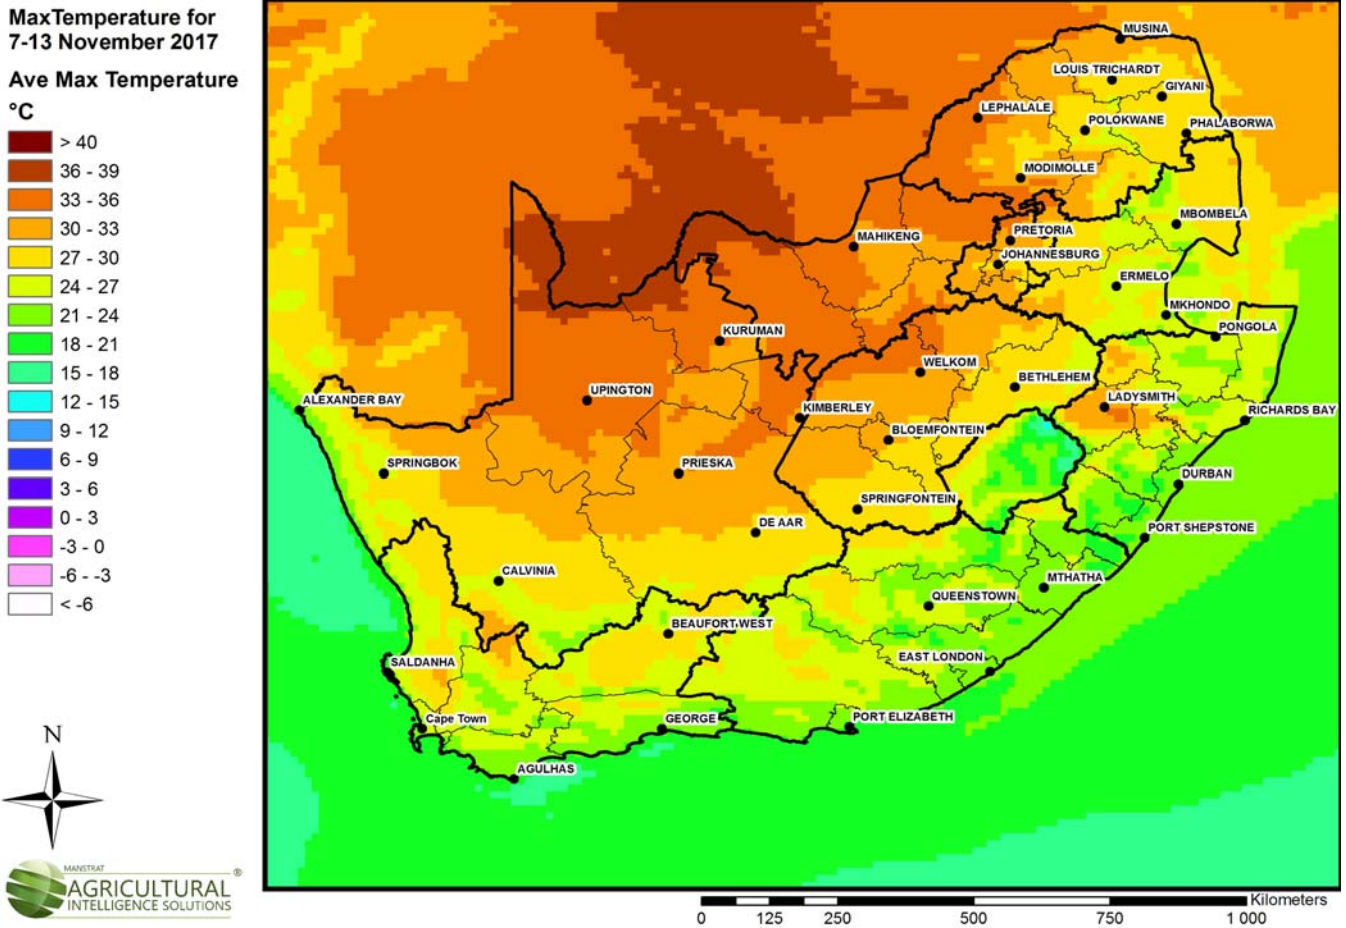 MaxTemperature for
7-13 November 2017
Ave Max Temperature
°C
> 40
36 - 39
33 - 36
30 - 33
27 - 30
24 - 27
21 - 24
18 - 21
15 - 18
12 - 15
9 - 12
6 - 9
3 - 6
0 - 3
-3 - 0
-6 - -3
< -6
N
MANSTRAT
AGRICULTURAL
INTELLIGENCE SOLUTIONS
®
MUSINA
LOUIS TRICHARDT
GIYANI
LEPHALALE
POLOKWANE
PHALABORWA
MODIMOLLE
MBOMBELA
PRETORIA
MAHIKENG
JOHANNESBURG
ERMELO
MKHONDO
PONGOLA
KURUMAN
WELKOM
BETHLEHEM
UPINGTON
ALEXANDER BAY
LADYSMITH
KIMBERLEY
RICHARDS BAY
BLOEMFONTEIN
SPRINGBOK
PRIESKA
DURBAN
SPRINGFONTEIN
DE AAR
PORT SHEPSTONE
CALVINIA
MTHATHA
QUEENSTOWN
BEAUFORT WEST
EAST LONDON
SALDANHA
Cape Town
GEORGE
PORT ELIZABETH
AGULHAS
Kilometers
0 125 250 500 750 1 000